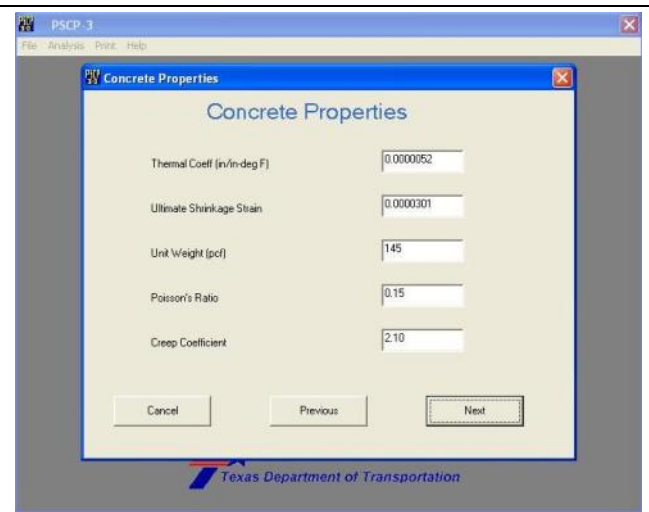 PSCP-3
File Analysis Print Help
Concrete Properties
Concrete Properties
Thermal Coeff (in/in-deg F) 0.0000052
Ultimate Shrinkage Strain 0.0000301
Unit Weight (pcf) 145
Poisson's Ratio 0.15
Creep Coefficient 2.10
Cancel Previous Next
Texas Department of Transportation